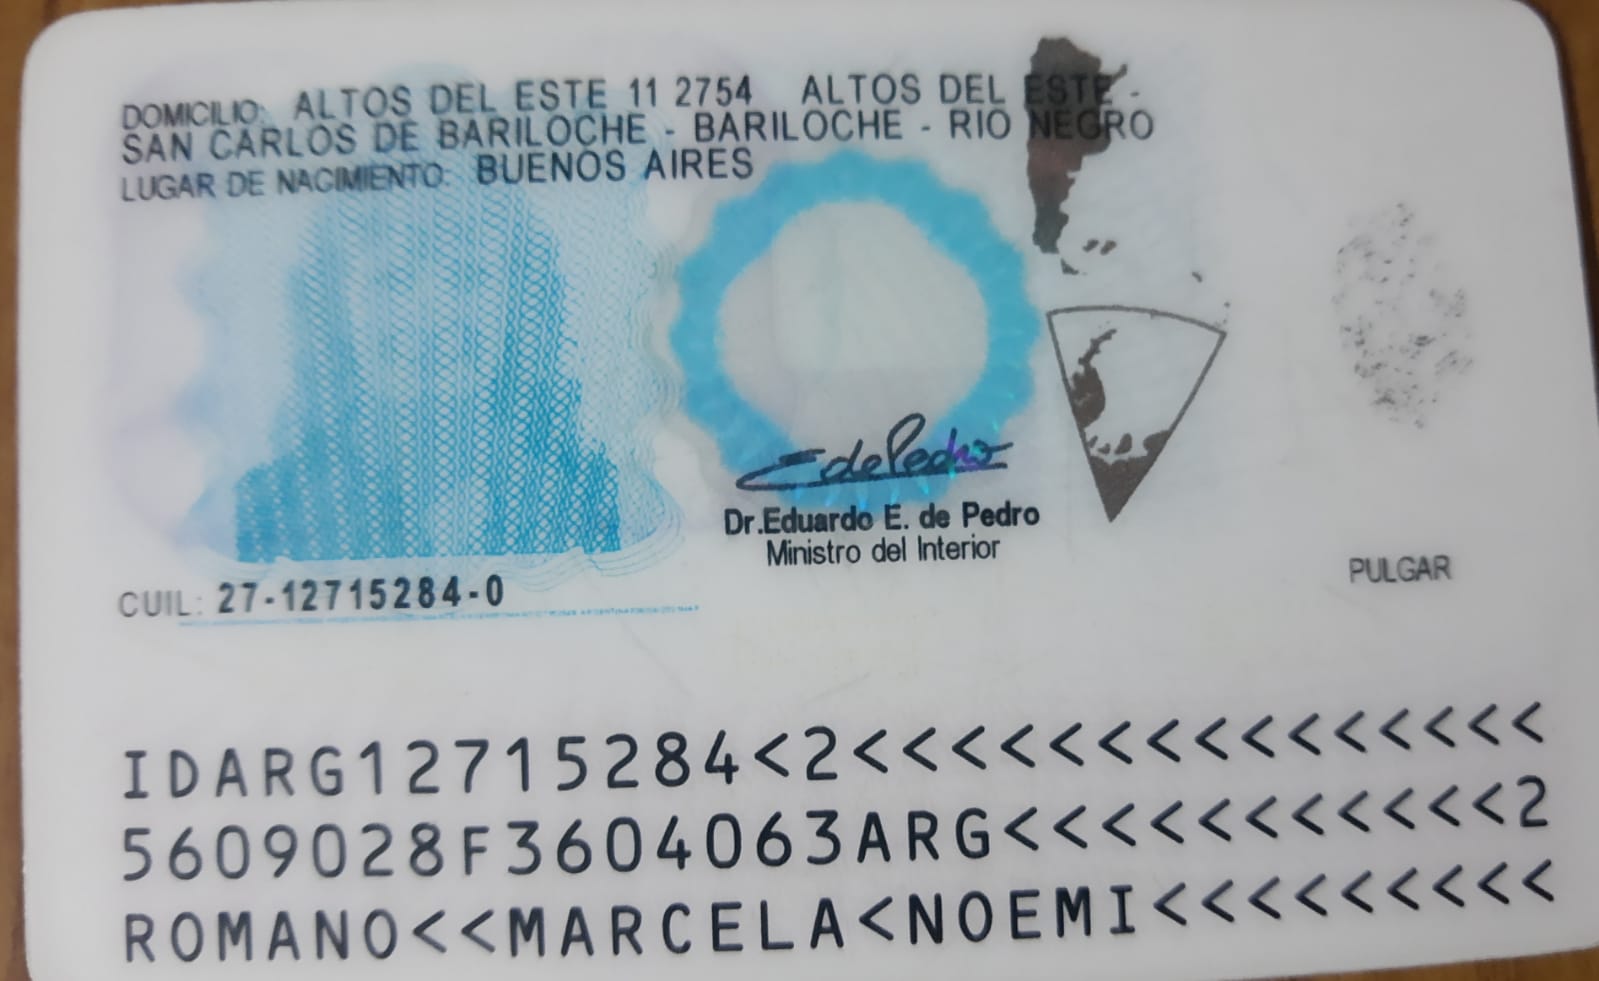 DOMICILIO: ALTOS DEL ESTE 11 2754 ALTOS DEL ESTE -
SAN CARLOS DE BARILOCHE - BARILOCHE - RIO NEGRO
LUGAR DE NACIMIENTO: BUENOS AIRES
EdePedro
Dr.Eduardo E. de Pedro
Ministro del Interior
PULGAR
CUIL: 27-12715284-0
IDARG12715284<2<<<<<<<<<<<<<<<
5609028F3604063ARG<<<<<<<<<<<2
ROMANO<<MARCELA<NOEMI<<<<<<<<<